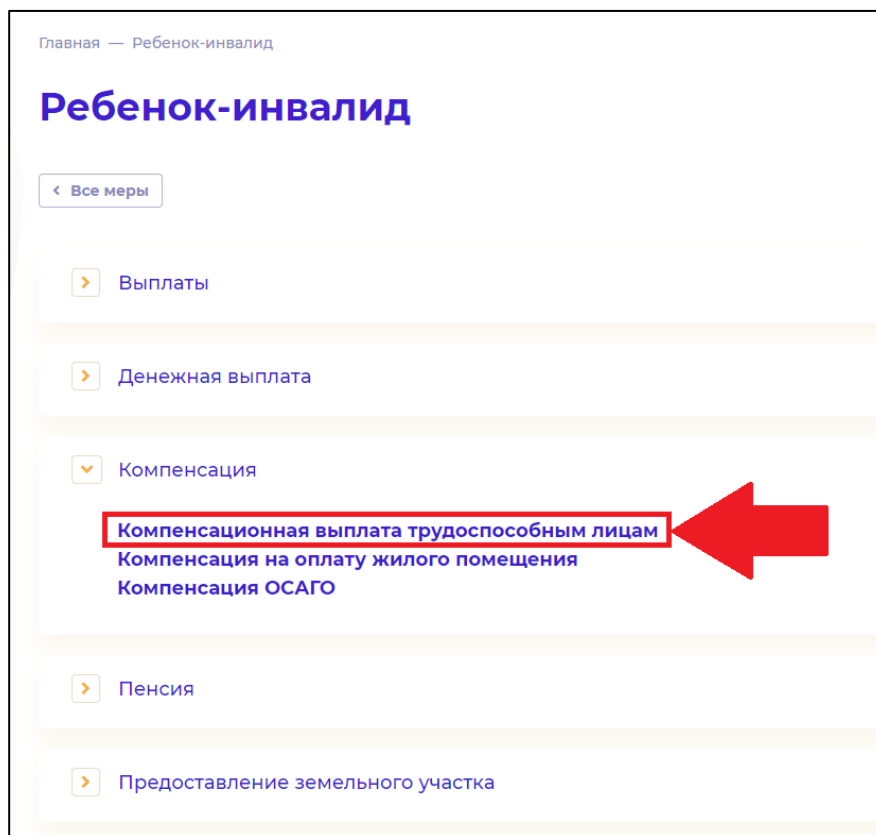 Главная — Ребенок-инвалид
Ребенок-инвалид
Все меры
Выплаты
Денежная выплата
Компенсация
Компенсационная выплата трудоспособным лицам
Компенсация на оплату жилого помещения
Компенсация ОСАГО
Пенсия
Предоставление земельного участка